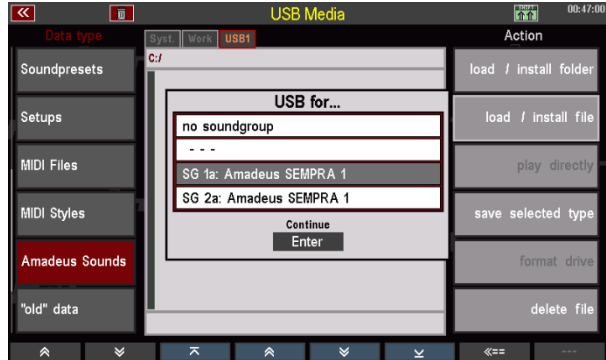 USB Media
SHIFT
00:47:00
Data type
Syst. Work USB1
Action
C:/
Soundpresets
Setups
MIDI Files
MIDI Styles
Amadeus Sounds
"old" data
USB for...
no soundgroup
- - -
SG 1a: Amadeus SEMPRA 1
SG 2a: Amadeus SEMPRA 1
Continue
Enter
load / install folder
load / install file
play directly
save selected type
format drive
delete file
«==
---